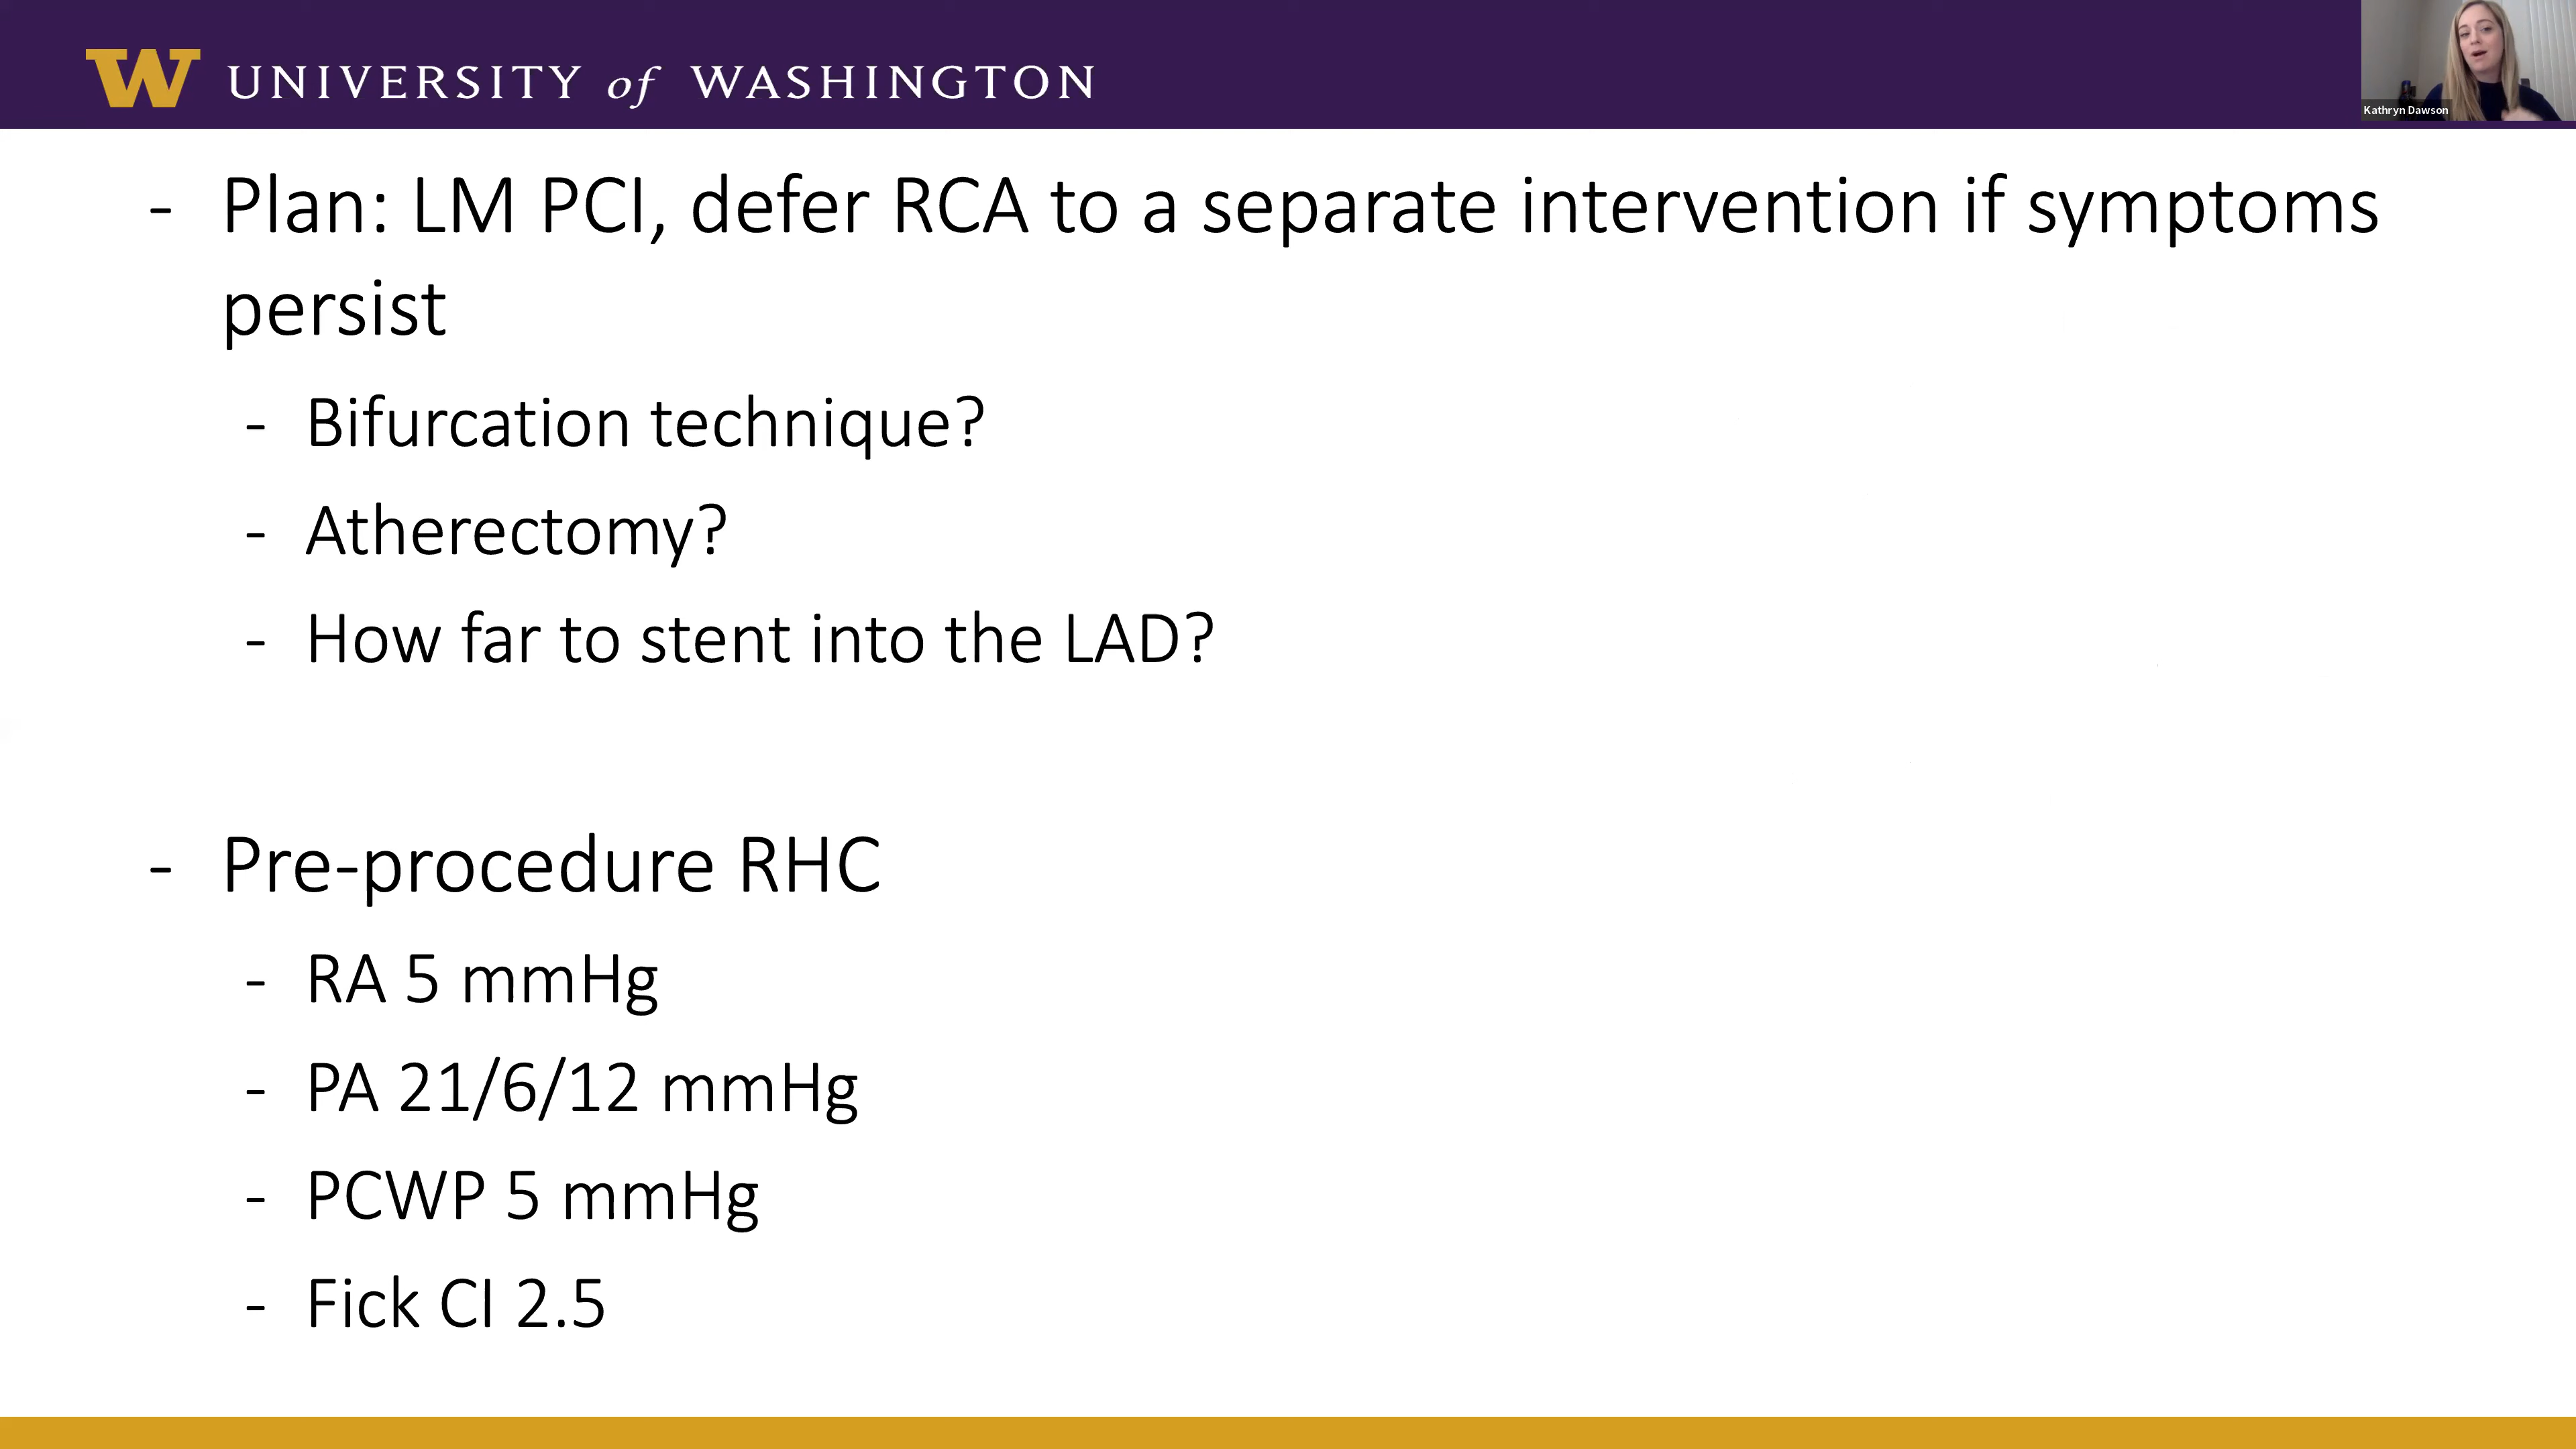 W UNIVERSITY of WASHINGTON
Kathryn Dawson
- Plan: LM PCI, defer RCA to a separate intervention if symptoms
persist
- Bifurcation technique?
- Atherectomy?
- How far to stent into the LAD?
- Pre-procedure RHC
- RA 5 mmHg
- PA 21/6/12 mmHg
- PCWP 5 mmHg
- Fick CI 2.5